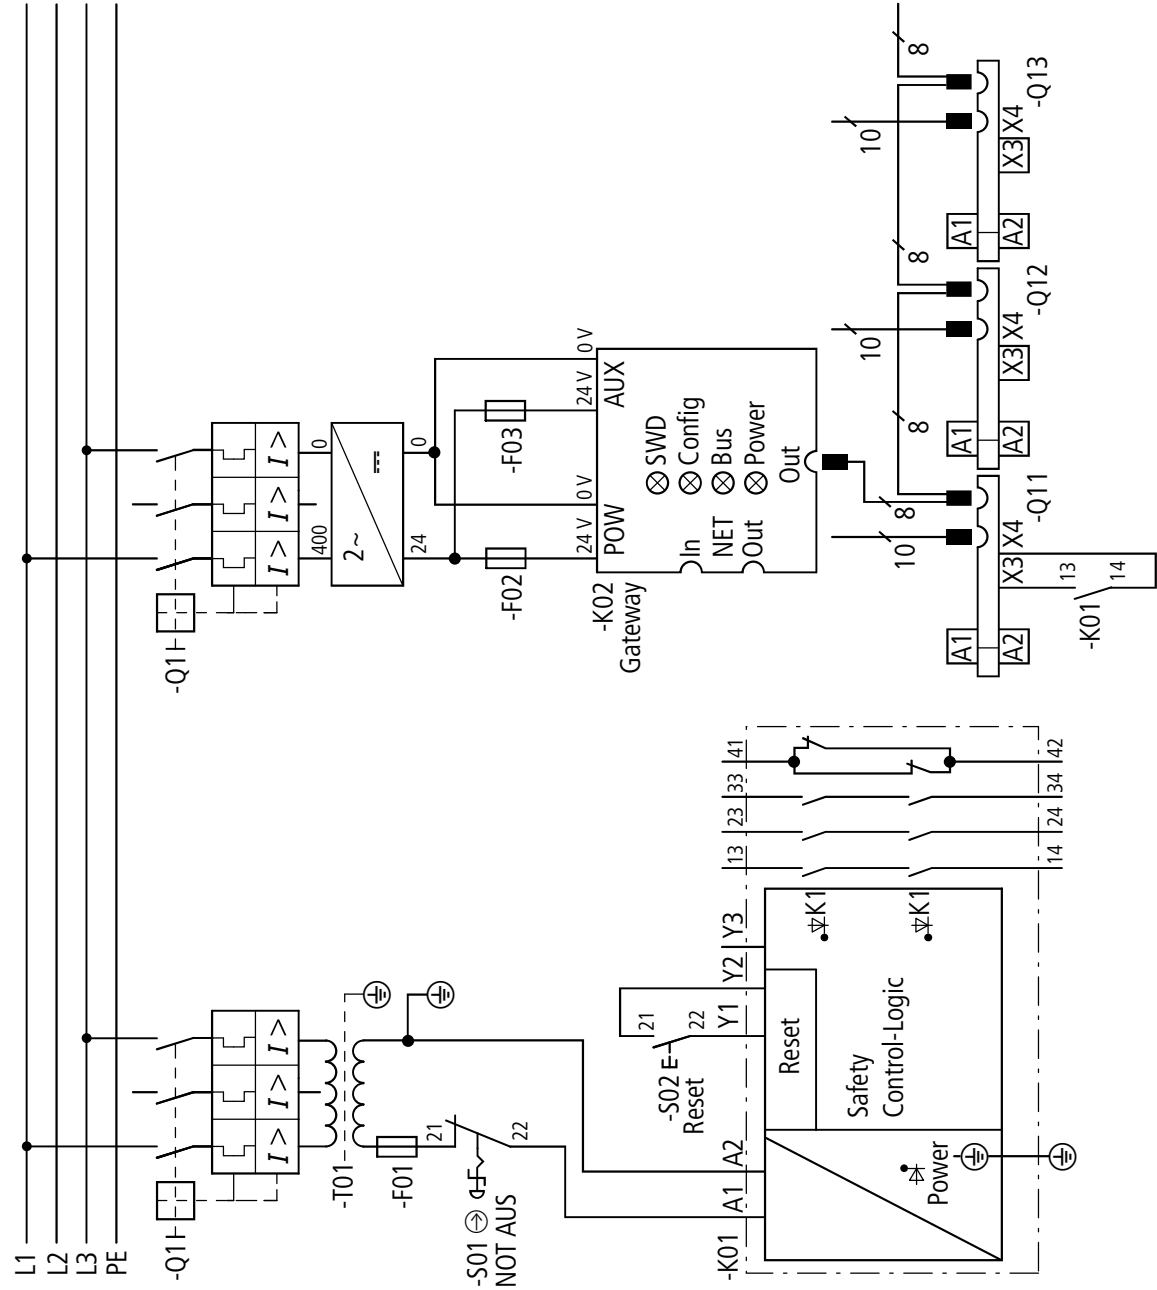 L1
L2
L3
PE
-Q1
I >
I >
I >
-T01
-F01
21
22
-S01
NOT AUS
-K01
A1
A2
Y1
Y2
Y3
21
22
-S02
Reset
Reset
Safety
Control-Logic
Power
K1
K1
13
23
33
41
14
24
34
42
-Q1
I >
I >
I >
400
0
2~
24
0
-F02
-F03
-K02
Gateway
24 V
0 V
24 V
0 V
POW
AUX
In
NET
Out
SWD
Config
Bus
Power
Out
8
10
8
10
8
10
8
A1
A2
X3
X4
-Q11
A1
A2
X3
X4
-Q12
A1
A2
X3
X4
-Q13
-K01
13
14